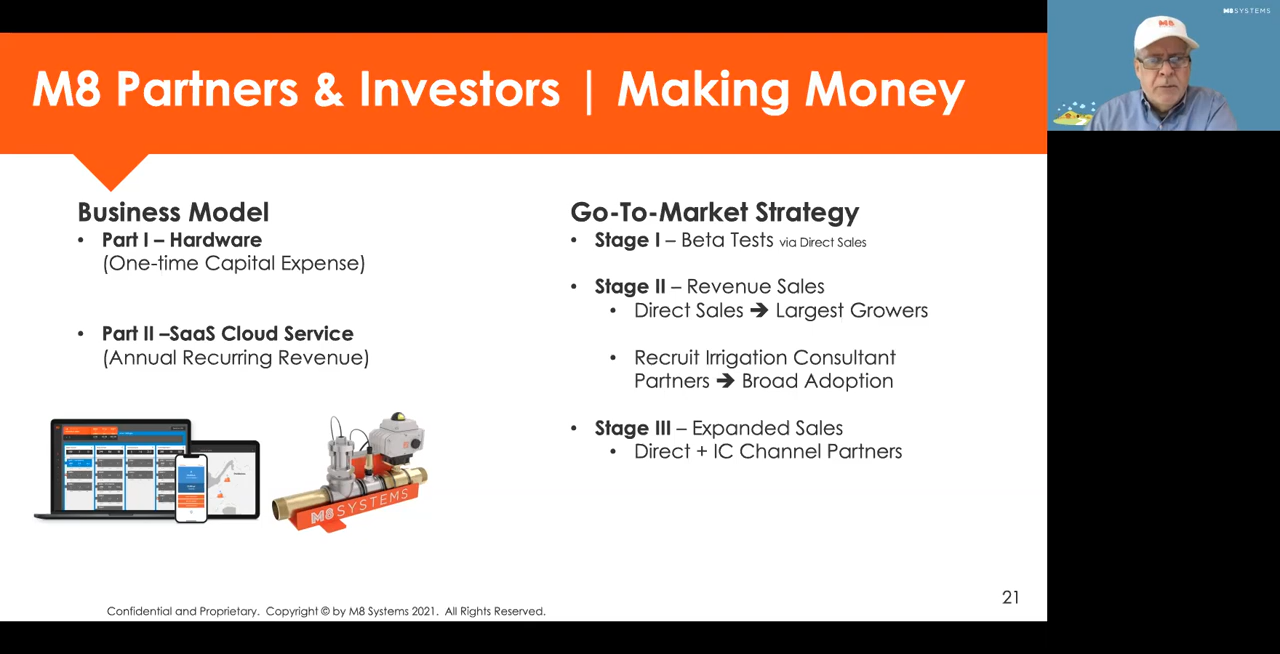 M8 Partners & Investors | Making Money
Business Model
• Part I – Hardware
(One-time Capital Expense)
• Part II –SaaS Cloud Service
(Annual Recurring Revenue)
Go-To-Market Strategy
• Stage I – Beta Tests via Direct Sales
• Stage II – Revenue Sales
• Direct Sales ➔ Largest Growers
• Recruit Irrigation Consultant
Partners ➔ Broad Adoption
• Stage III – Expanded Sales
• Direct + IC Channel Partners
M8 SYSTEMS
Confidential and Proprietary. Copyright © by M8 Systems 2021. All Rights Reserved.
21
M8 SYSTEMS
M8